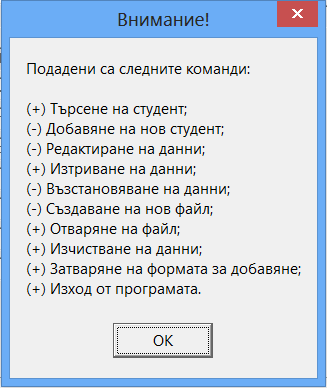 Внимание!
Подадени са следните команди:
(+) Търсене на студент;
(-) Добавяне на нов студент;
(-) Редактиране на данни;
(+) Изтриване на данни;
(-) Възстановяване на данни;
(-) Създаване на нов файл;
(+) Отваряне на файл;
(+) Изчистване на данни;
(+) Затваряне на формата за добавяне;
(+) Изход от програмата.
OK